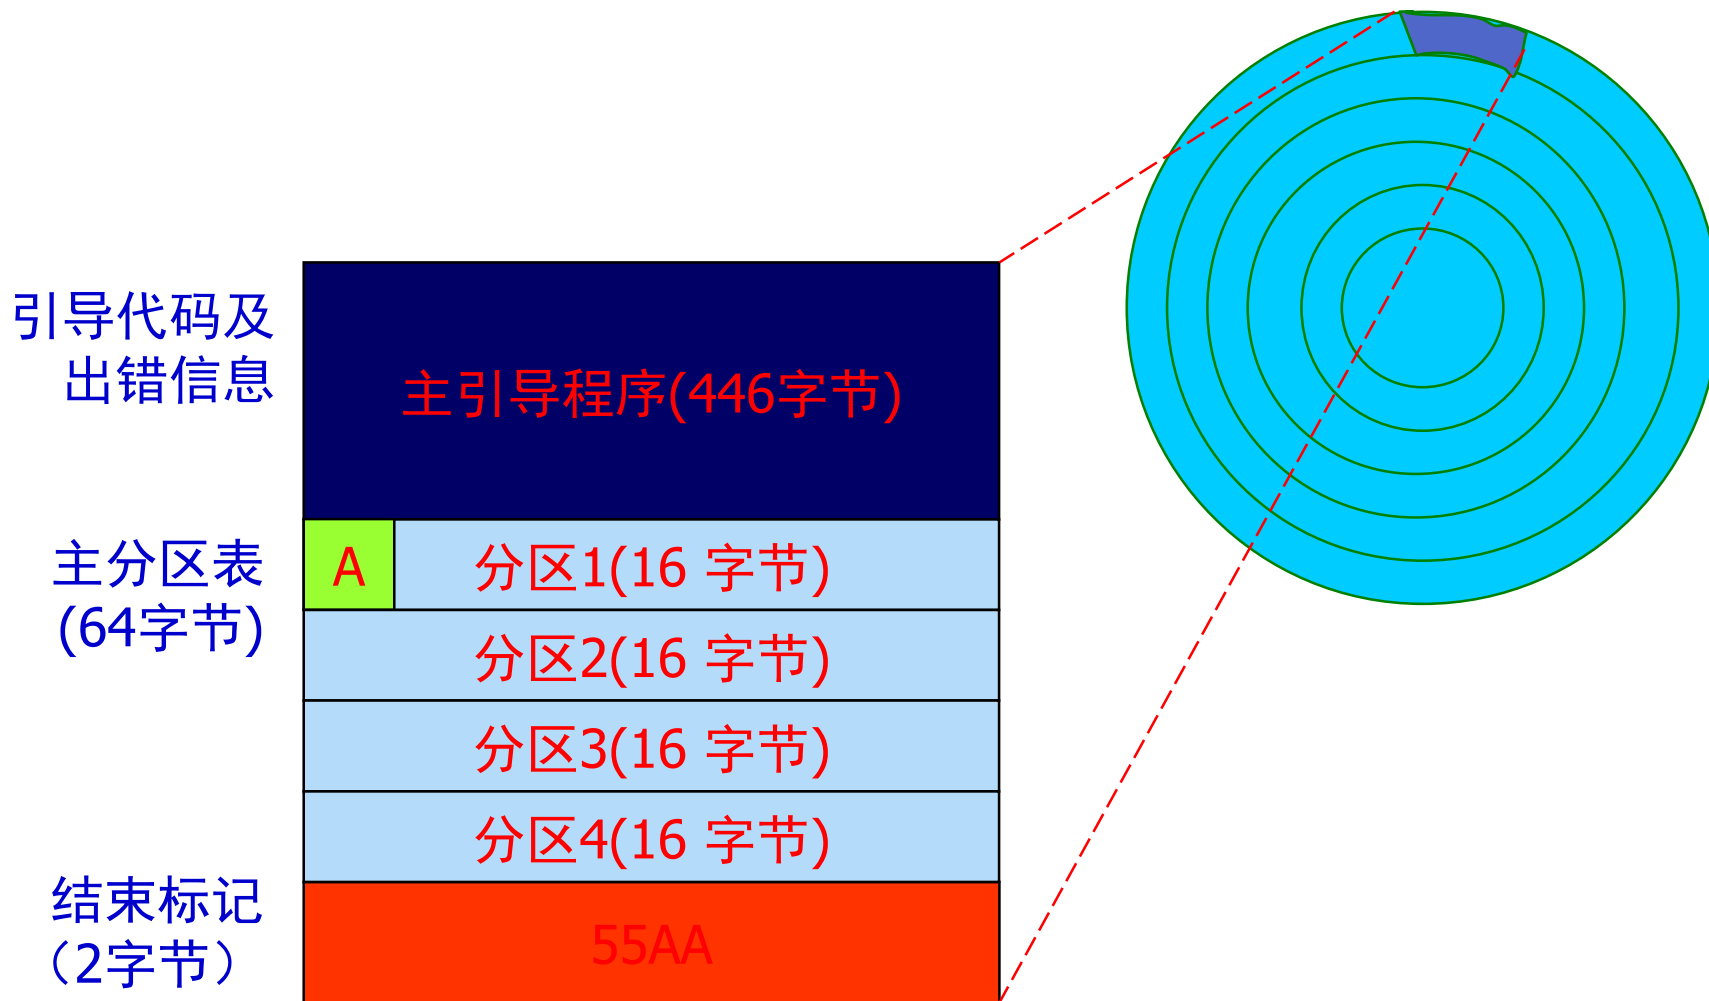 引导代码及
出错信息
主引导程序(446字节)
主分区表
(64字节)
A
分区1(16 字节)
分区2(16 字节)
分区3(16 字节)
分区4(16 字节)
结束标记
（2字节）
55AA